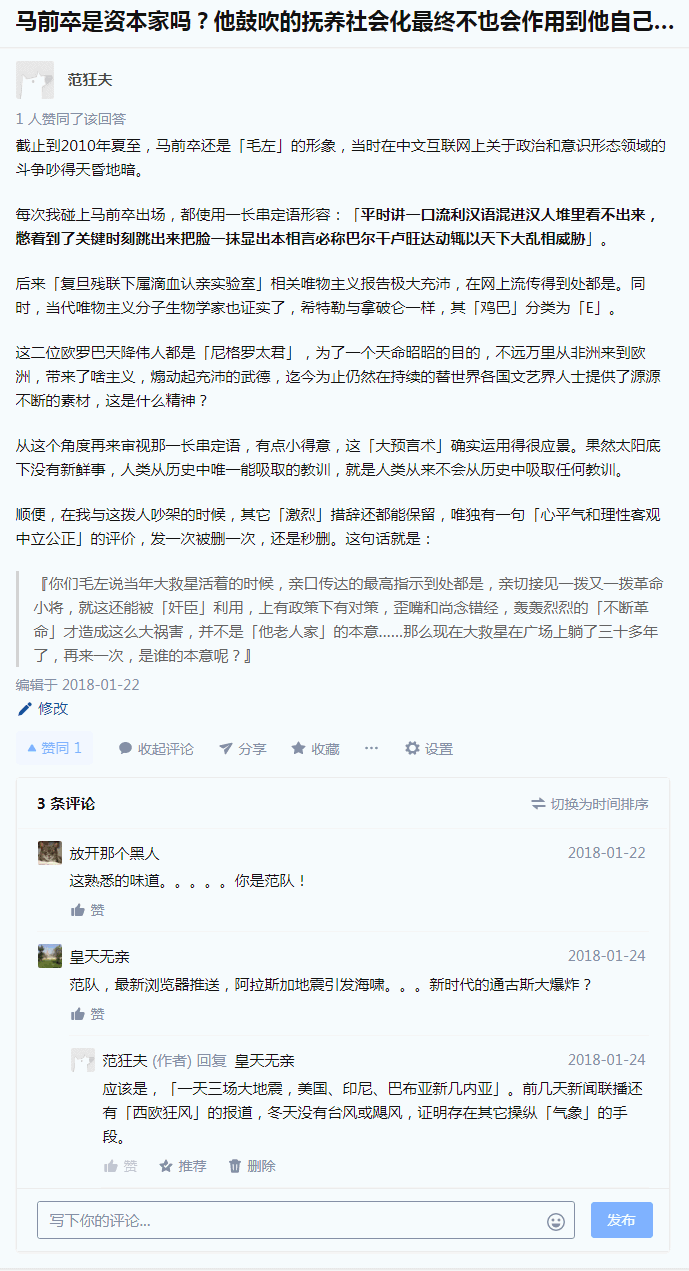 马前卒是资本家吗？他鼓吹的抚养社会化最终不也会作用到他自己...
范狂夫
1 人赞同了该回答
截止到2010年夏至，马前卒还是「毛左」的形象，当时在中文互联网上关于政治和意识形态领域的
斗争吵得天昏地暗。
每次我碰上马前卒出场，都使用一长串定语形容：「平时讲一口流利汉语混进汉人堆里看不出来，
憋着到了关键时刻跳出来把脸一抹显出本相言必称巴尔干卢旺达动辄以天下大乱相威胁」。
后来「复旦残联下属滴血认亲实验室」相关唯物主义报告极大充沛，在网上流传得到处都是。同
时，当代唯物主义分子生物学家也证实了，希特勒与拿破仑一样，其「鸡巴」分类为「E」。
这二位欧罗巴天降伟人都是「尼格罗太君」，为了一个天命昭昭的目的，不远万里从非洲来到欧
洲，带来了啥主义，煽动起充沛的武德，迄今为止仍然在持续的替世界各国文艺界人士提供了源源
不断的素材，这是什么精神？
从这个角度再来审视那一长串定语，有点小得意，这「大预言术」确实运用得很应景。果然太阳底
下没有新鲜事，人类从历史中唯一能吸取的教训，就是人类从来不会从历史中吸取任何教训。
顺便，在我与这拨人吵架的时候，其它「激烈」措辞还都能保留，唯独有一句「心平气和理性客观
中立公正」的评价，发一次被删一次，还是秒删。这句话就是：
『你们毛左说当年大救星活着的时候，亲口传达的最高指示到处都是，亲切接见一拨又一拨革命
小将，就这还能被「奸臣」利用，上有政策下有对策，歪嘴和尚念错经，轰轰烈烈的「不断革
命」才造成这么大祸害，并不是「他老人家」的本意......那么现在大救星在广场上躺了三十多年
了，再来一次，是谁的本意呢？』
编辑于 2018-01-22
修改
赞同 1 收起评论 分享 收藏 ··· 设置
3 条评论 切换为时间排序
放开那个黑人 2018-01-22
这熟悉的味道。。。。。你是范队！
赞
皇天无亲 2018-01-24
范队，最新浏览器推送，阿拉斯加地震引发海啸。。。新时代的通古斯大爆炸？
赞
范狂夫 (作者) 回复 皇天无亲 2018-01-24
应该是，「一天三场大地震，美国、印尼、巴布亚新几内亚」。前几天新闻联播还
有「西欧狂风」的报道，冬天没有台风或飓风，证明存在其它操纵「气象」的手
段。
赞 推荐 删除
写下你的评论... 发布